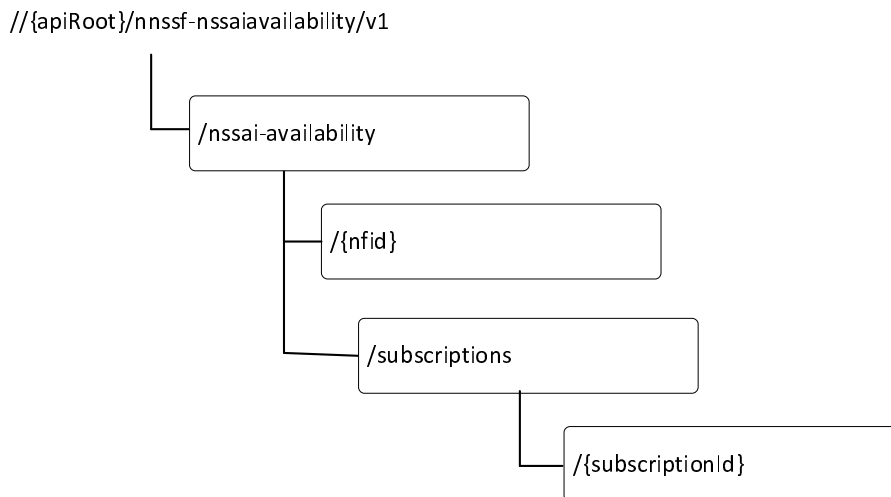 //{apiRoot}/nnssf-nssaiavailability/v1
/nssai-availability
/{nfid}
/subscriptions
/{subscriptionId}